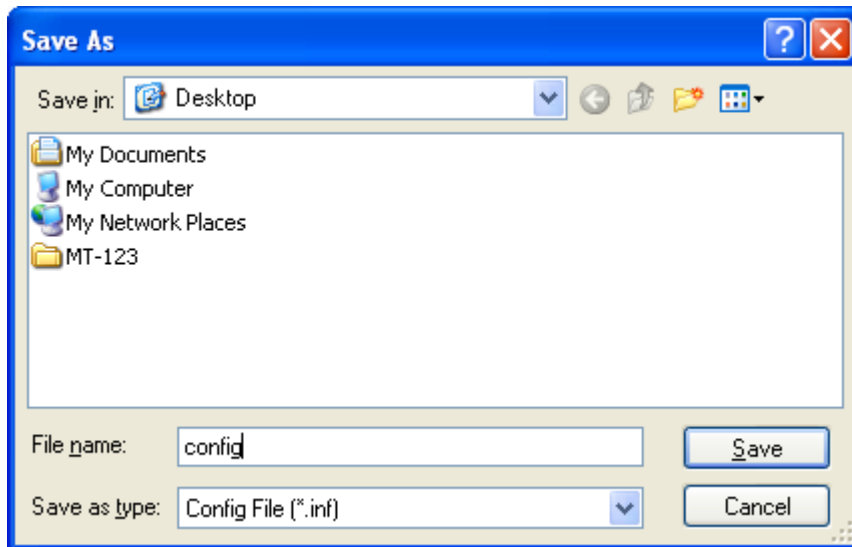 Save As
Save in: Desktop
My Documents
My Computer
My Network Places
MT-123
File name: config Save
Save as type: Config File (*.inf) Cancel